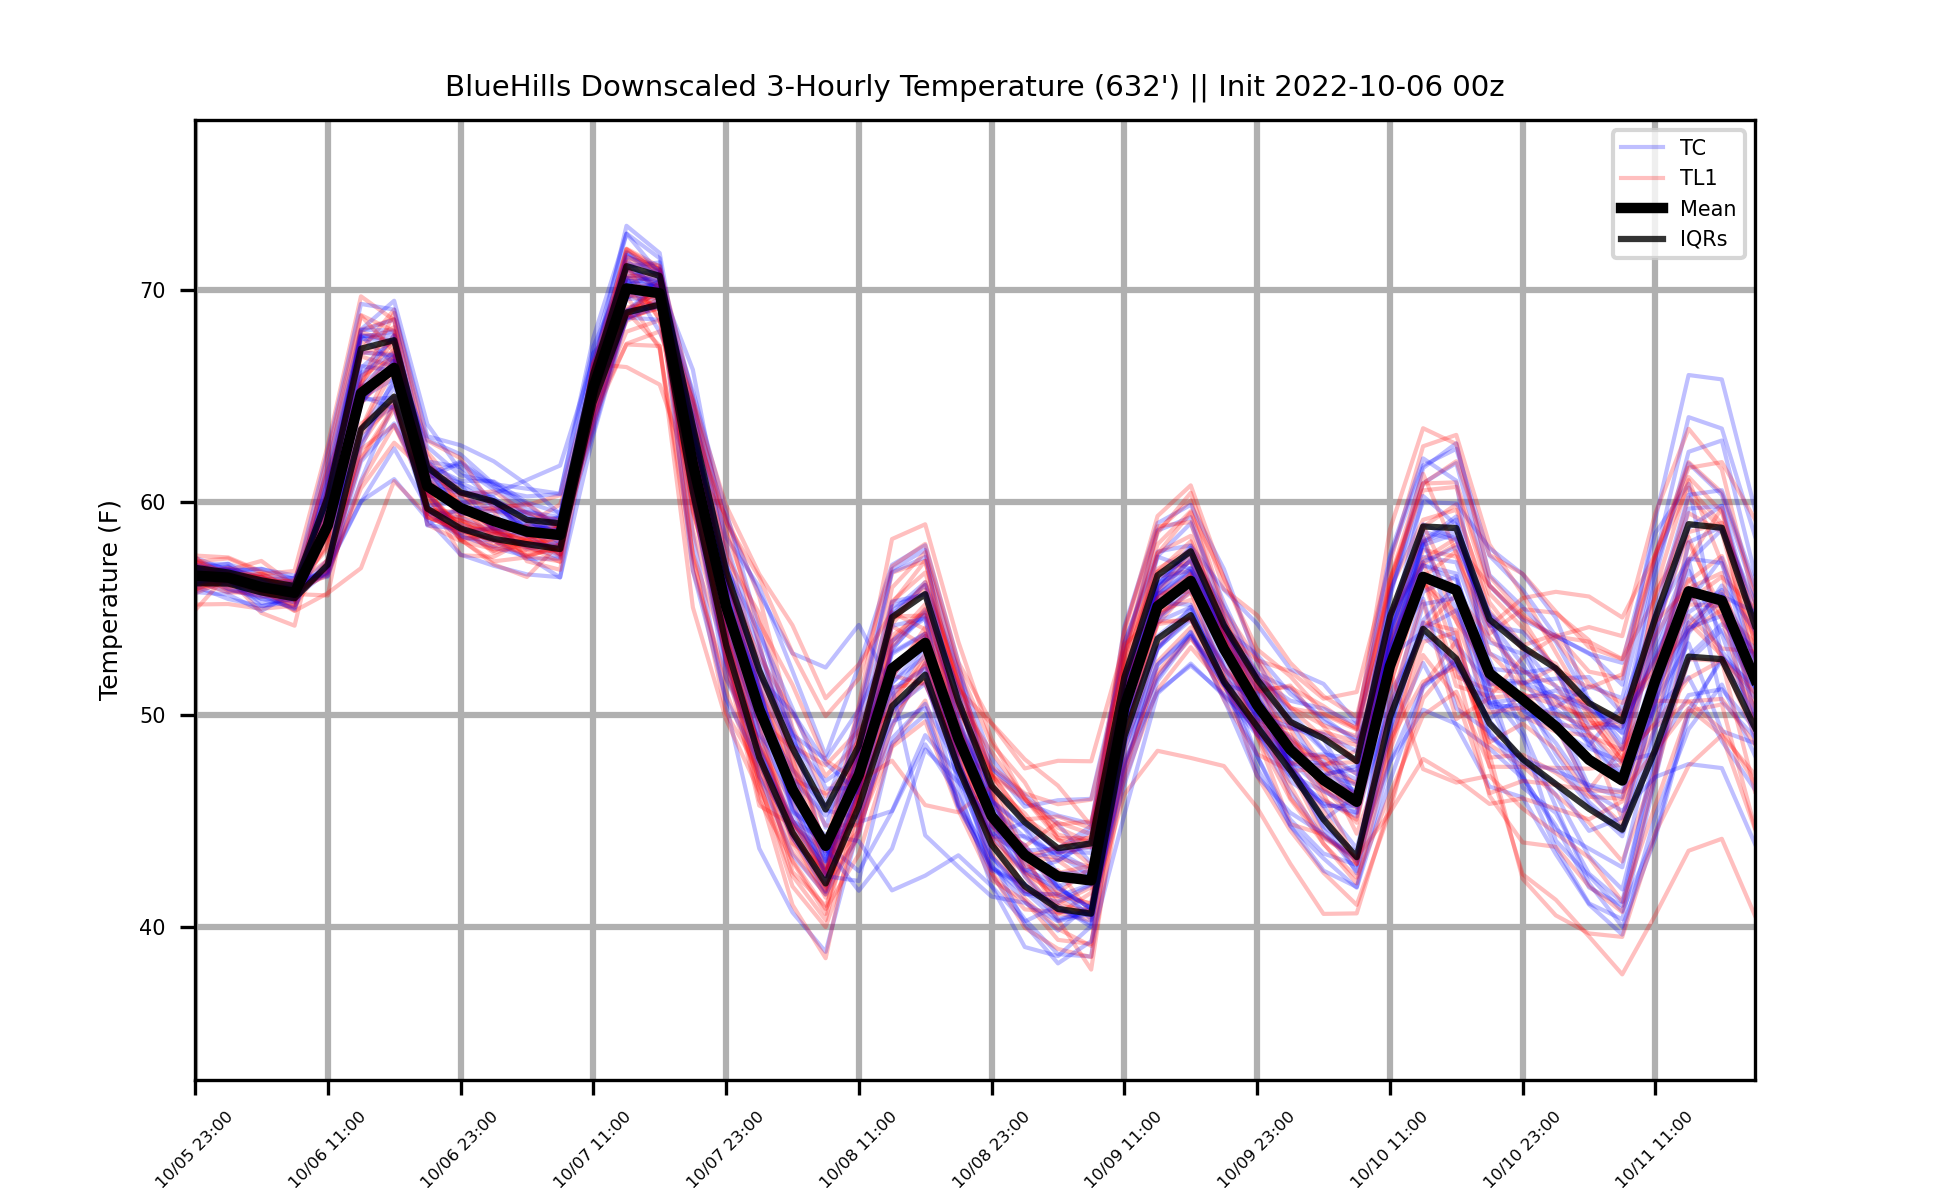 BlueHills Downscaled 3-Hourly Temperature (632') || Init 2022-10-06 00z
TC
TL1
Mean
IQRs
Temperature (F)
70
60
50
40
10/05 23:00
10/06 11:00
10/06 23:00
10/07 11:00
10/07 23:00
10/08 11:00
10/08 23:00
10/09 11:00
10/09 23:00
10/10 11:00
10/10 23:00
10/11 11:00